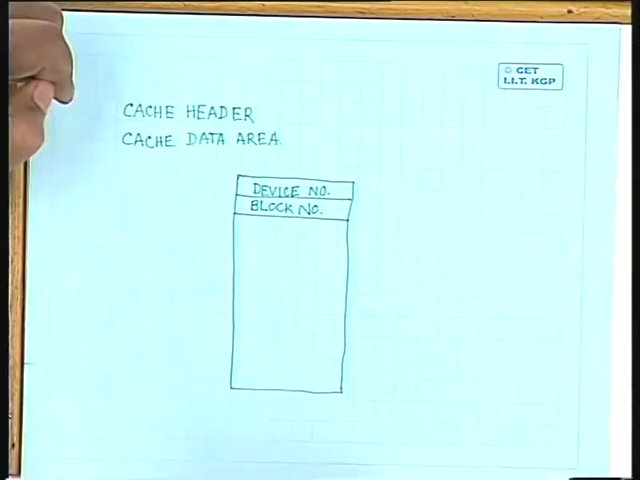 © CET
I.I.T. KGP
CACHE HEADER
CACHE DATA AREA.
DEVICE NO.
BLOCK NO.